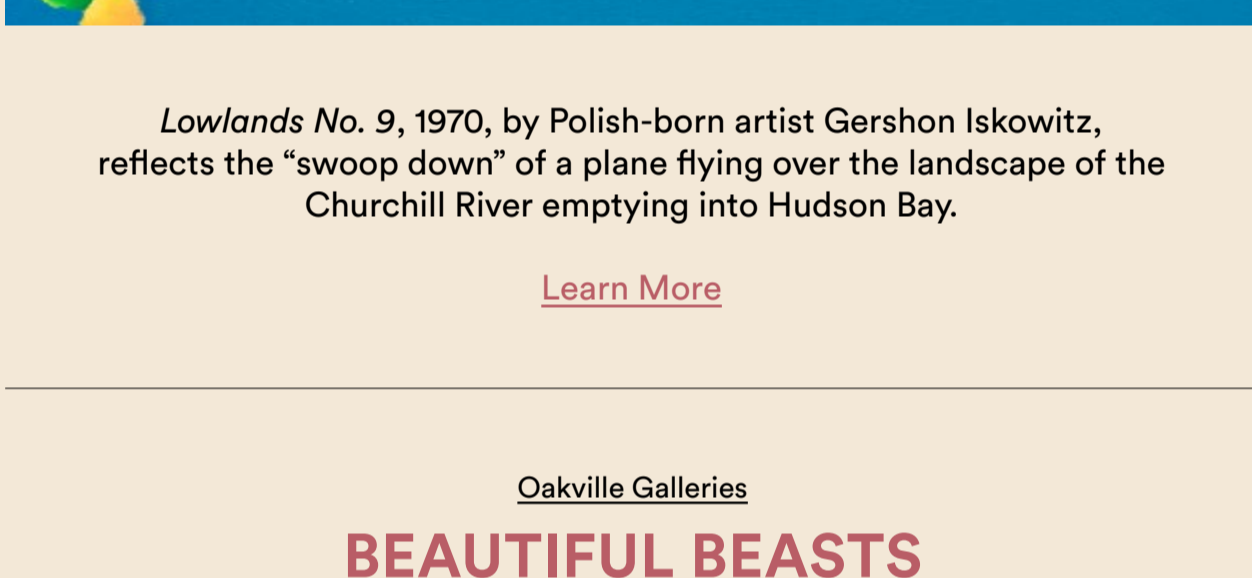 Lowlands No. 9, 1970, by Polish-born artist Gershon Iskowitz,
reflects the “swoop down” of a plane flying over the landscape of the
Churchill River emptying into Hudson Bay.
Learn More
Oakville Galleries
BEAUTIFUL BEASTS